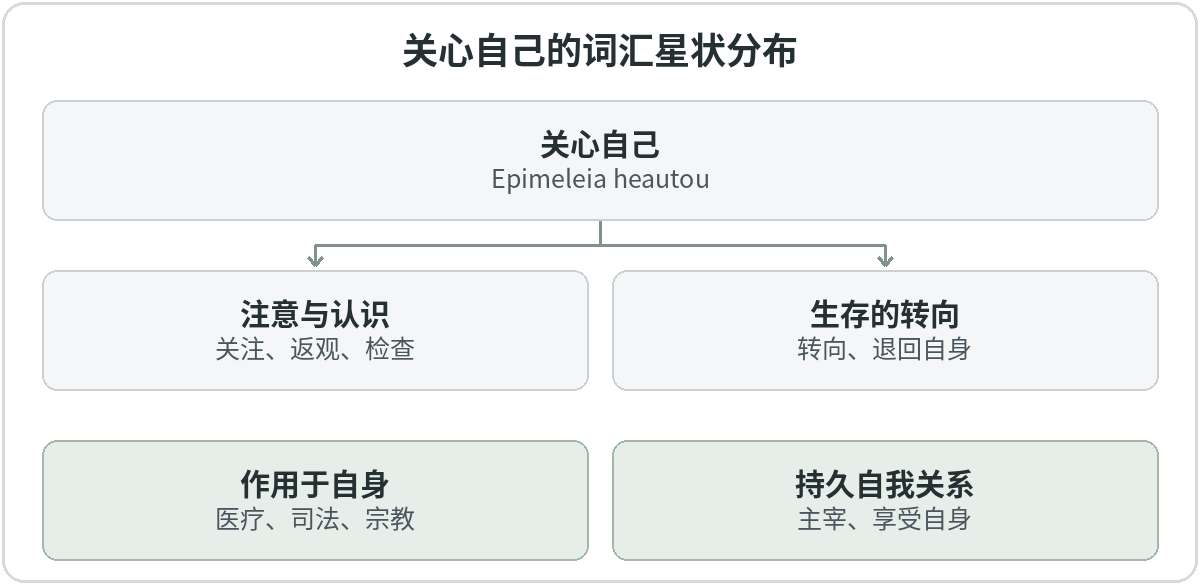 关心自己的词汇星状分布
关心自己
Epimeleia heautou
注意与认识
关注、返观、检查
生存的转向
转向、退回自身
作用于自身
医疗、司法、宗教
持久自我关系
主宰、享受自身